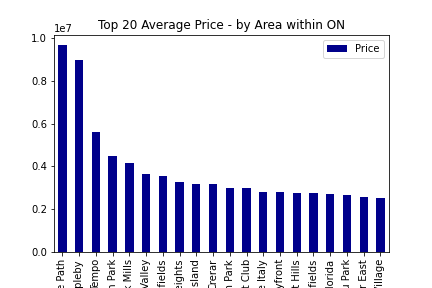 Top 20 Average Price - by Area within ON
1e7
1.0
0.8
0.6
0.4
0.2
0.0
Price
e Path
pleby
Tempo
n Park
Mills
Valley
fields
eights
sland
Crerar
n Park
t Club
e Italy
yfront
t Hills
fields
lorida
u Park
r East
Village